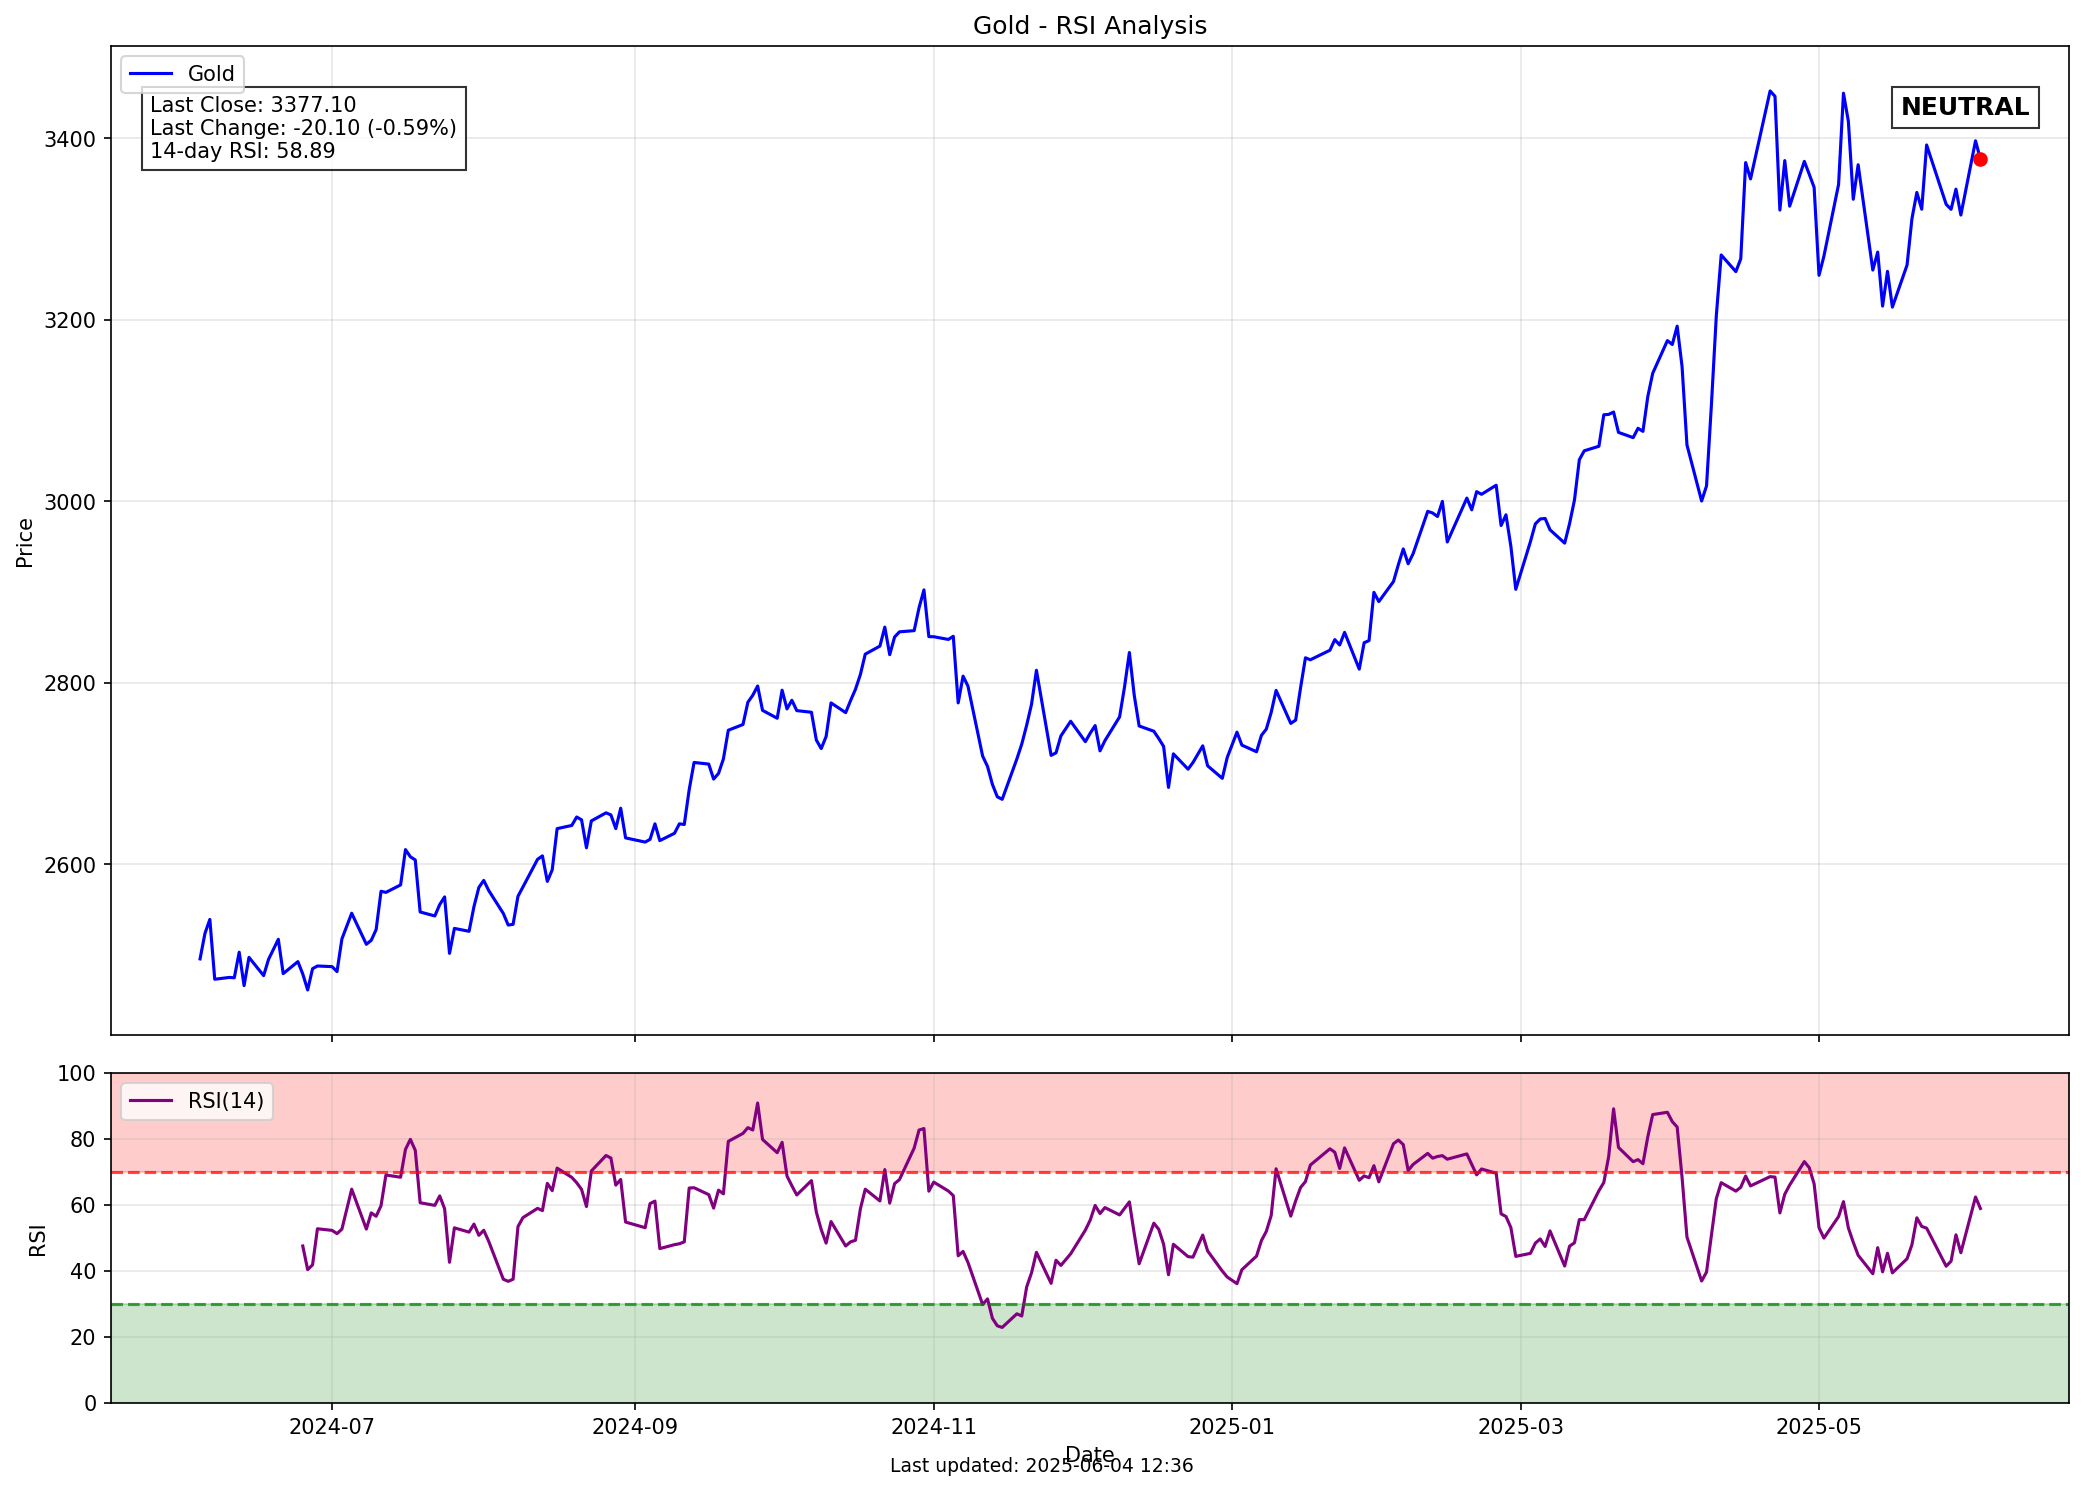 Gold - RSI Analysis
Gold
Last Close: 3377.10
Last Change: -20.10 (-0.59%)
14-day RSI: 58.89
NEUTRAL
3400
3200
3000
2800
2600
Price
RSI(14)
100
80
60
40
20
0
RSI
2024-07
2024-09
2024-11
2025-01
2025-03
2025-05
Date
Last updated: 2025-06-04 12:36